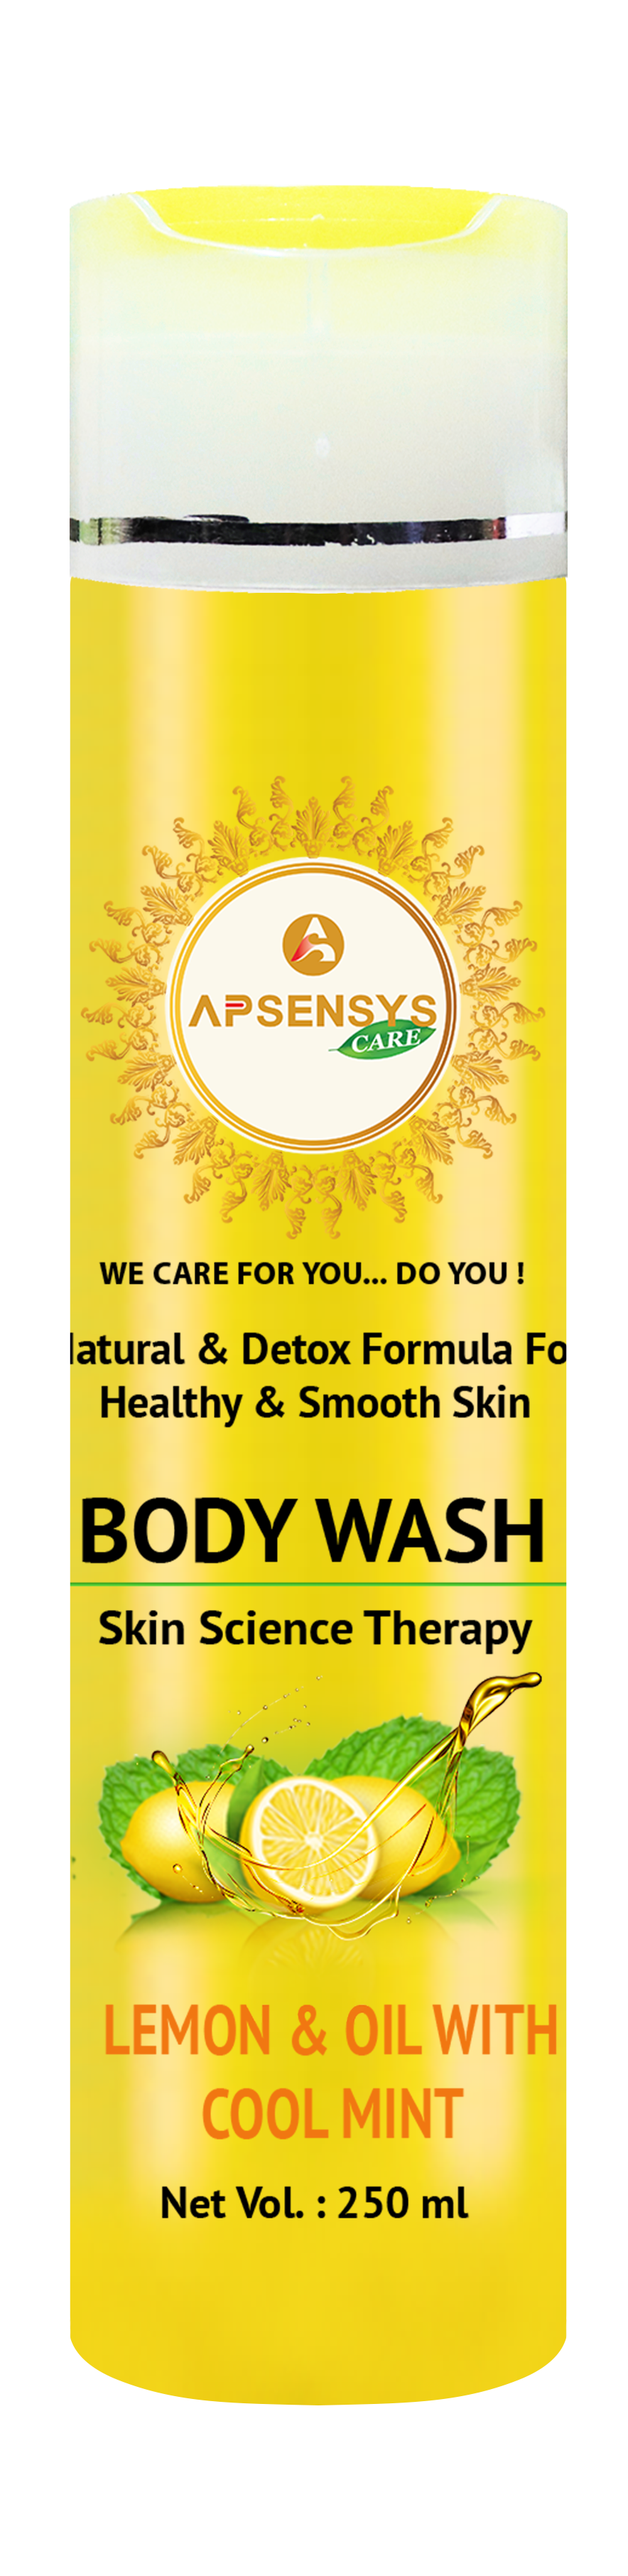 APSENSYS
CARE
WE CARE FOR YOU... DO YOU !
atural & Detox Formula Fo
Healthy & Smooth Skin
BODY WASH
Skin Science Therapy
LEMON & OIL WITH
COOL MINT
Net Vol. : 250 ml